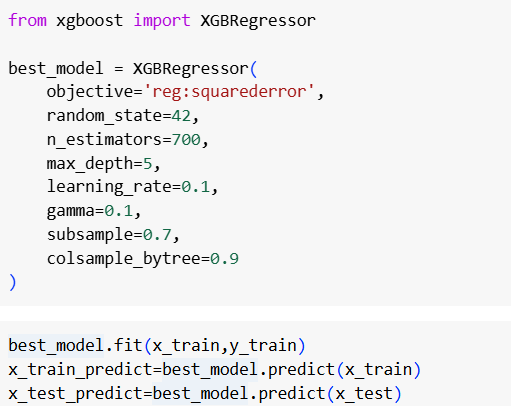 from xgboost import XGBRegressor
best_model = XGBRegressor(
    objective='reg:squarederror',
    random_state=42,
    n_estimators=700,
    max_depth=5,
    learning_rate=0.1,
    gamma=0.1,
    subsample=0.7,
    colsample_bytree=0.9
)
best_model.fit(x_train,y_train)
x_train_predict=best_model.predict(x_train)
x_test_predict=best_model.predict(x_test)